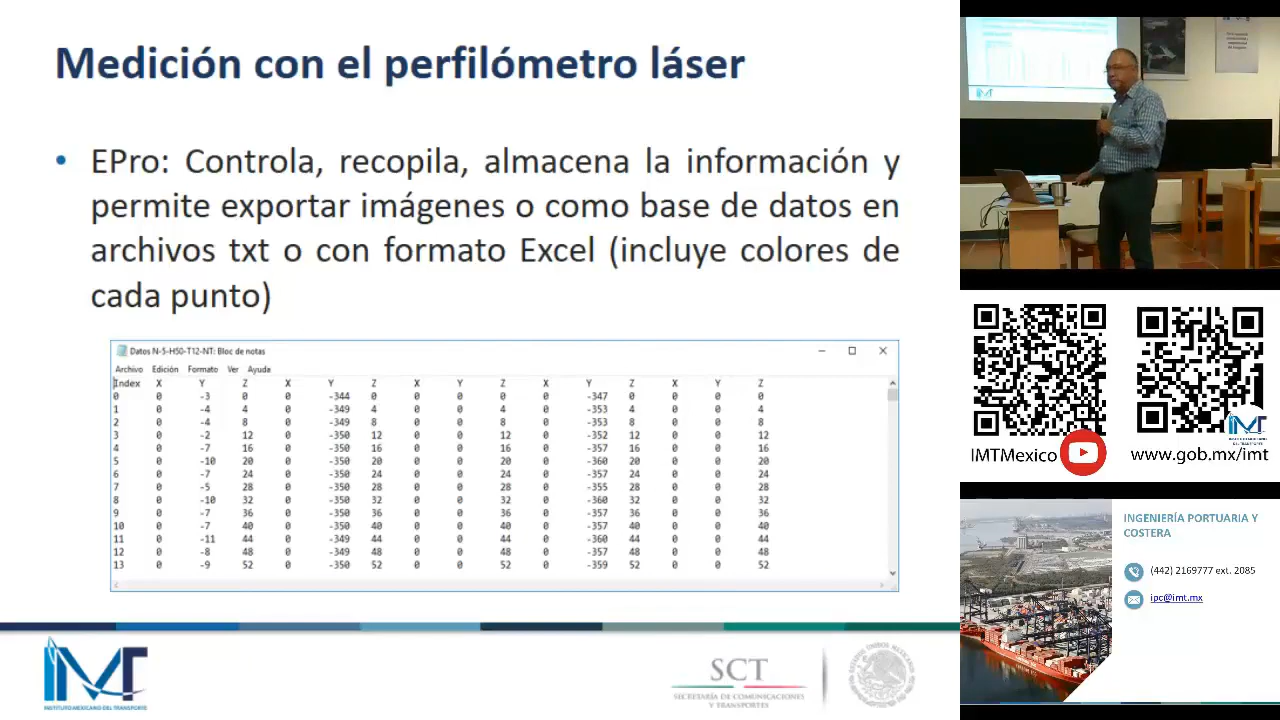 Medición con el perfilómetro láser
• EPro: Controla, recopila, almacena la información y
permite exportar imágenes o como base de datos en
archivos txt o con formato Excel (incluye colores de
cada punto)
Datos N-5-H50-T12-NT: Bloc de notas
Archivo Edición Formato Ver Ayuda
Index X Y Z X Y Z X Y Z X Y Z X Y Z
0 0 -3 0 0 -344 0 0 0 0 0 -347 0 0 0 0
1 0 -4 4 0 -349 4 0 0 4 0 -353 4 0 0 4
2 0 -4 8 0 -349 8 0 0 8 0 -353 8 0 0 8
3 0 -2 12 0 -350 12 0 0 12 0 -352 12 0 0 12
4 0 -7 16 0 -350 16 0 0 16 0 -357 16 0 0 16
5 0 -10 20 0 -350 20 0 0 20 0 -360 20 0 0 20
6 0 -7 24 0 -350 24 0 0 24 0 -357 24 0 0 24
7 0 -5 28 0 -350 28 0 0 28 0 -355 28 0 0 28
8 0 -10 32 0 -350 32 0 0 32 0 -360 32 0 0 32
9 0 -7 36 0 -350 36 0 0 36 0 -357 36 0 0 36
10 0 -7 40 0 -350 40 0 0 40 0 -357 40 0 0 40
11 0 -11 44 0 -349 44 0 0 44 0 -360 44 0 0 44
12 0 -8 48 0 -349 48 0 0 48 0 -357 48 0 0 48
13 0 -9 52 0 -350 52 0 0 52 0 -359 52 0 0 52
IMT
INSTITUTO MEXICANO DEL TRANSPORTE
SCT
SECRETARÍA DE COMUNICACIONES
Y TRANSPORTES
IMTMexico
www.gob.mx/imt
INGENIERÍA PORTUARIA Y
COSTERA
(442) 2169777 ext. 2085
ipc@imt.mx